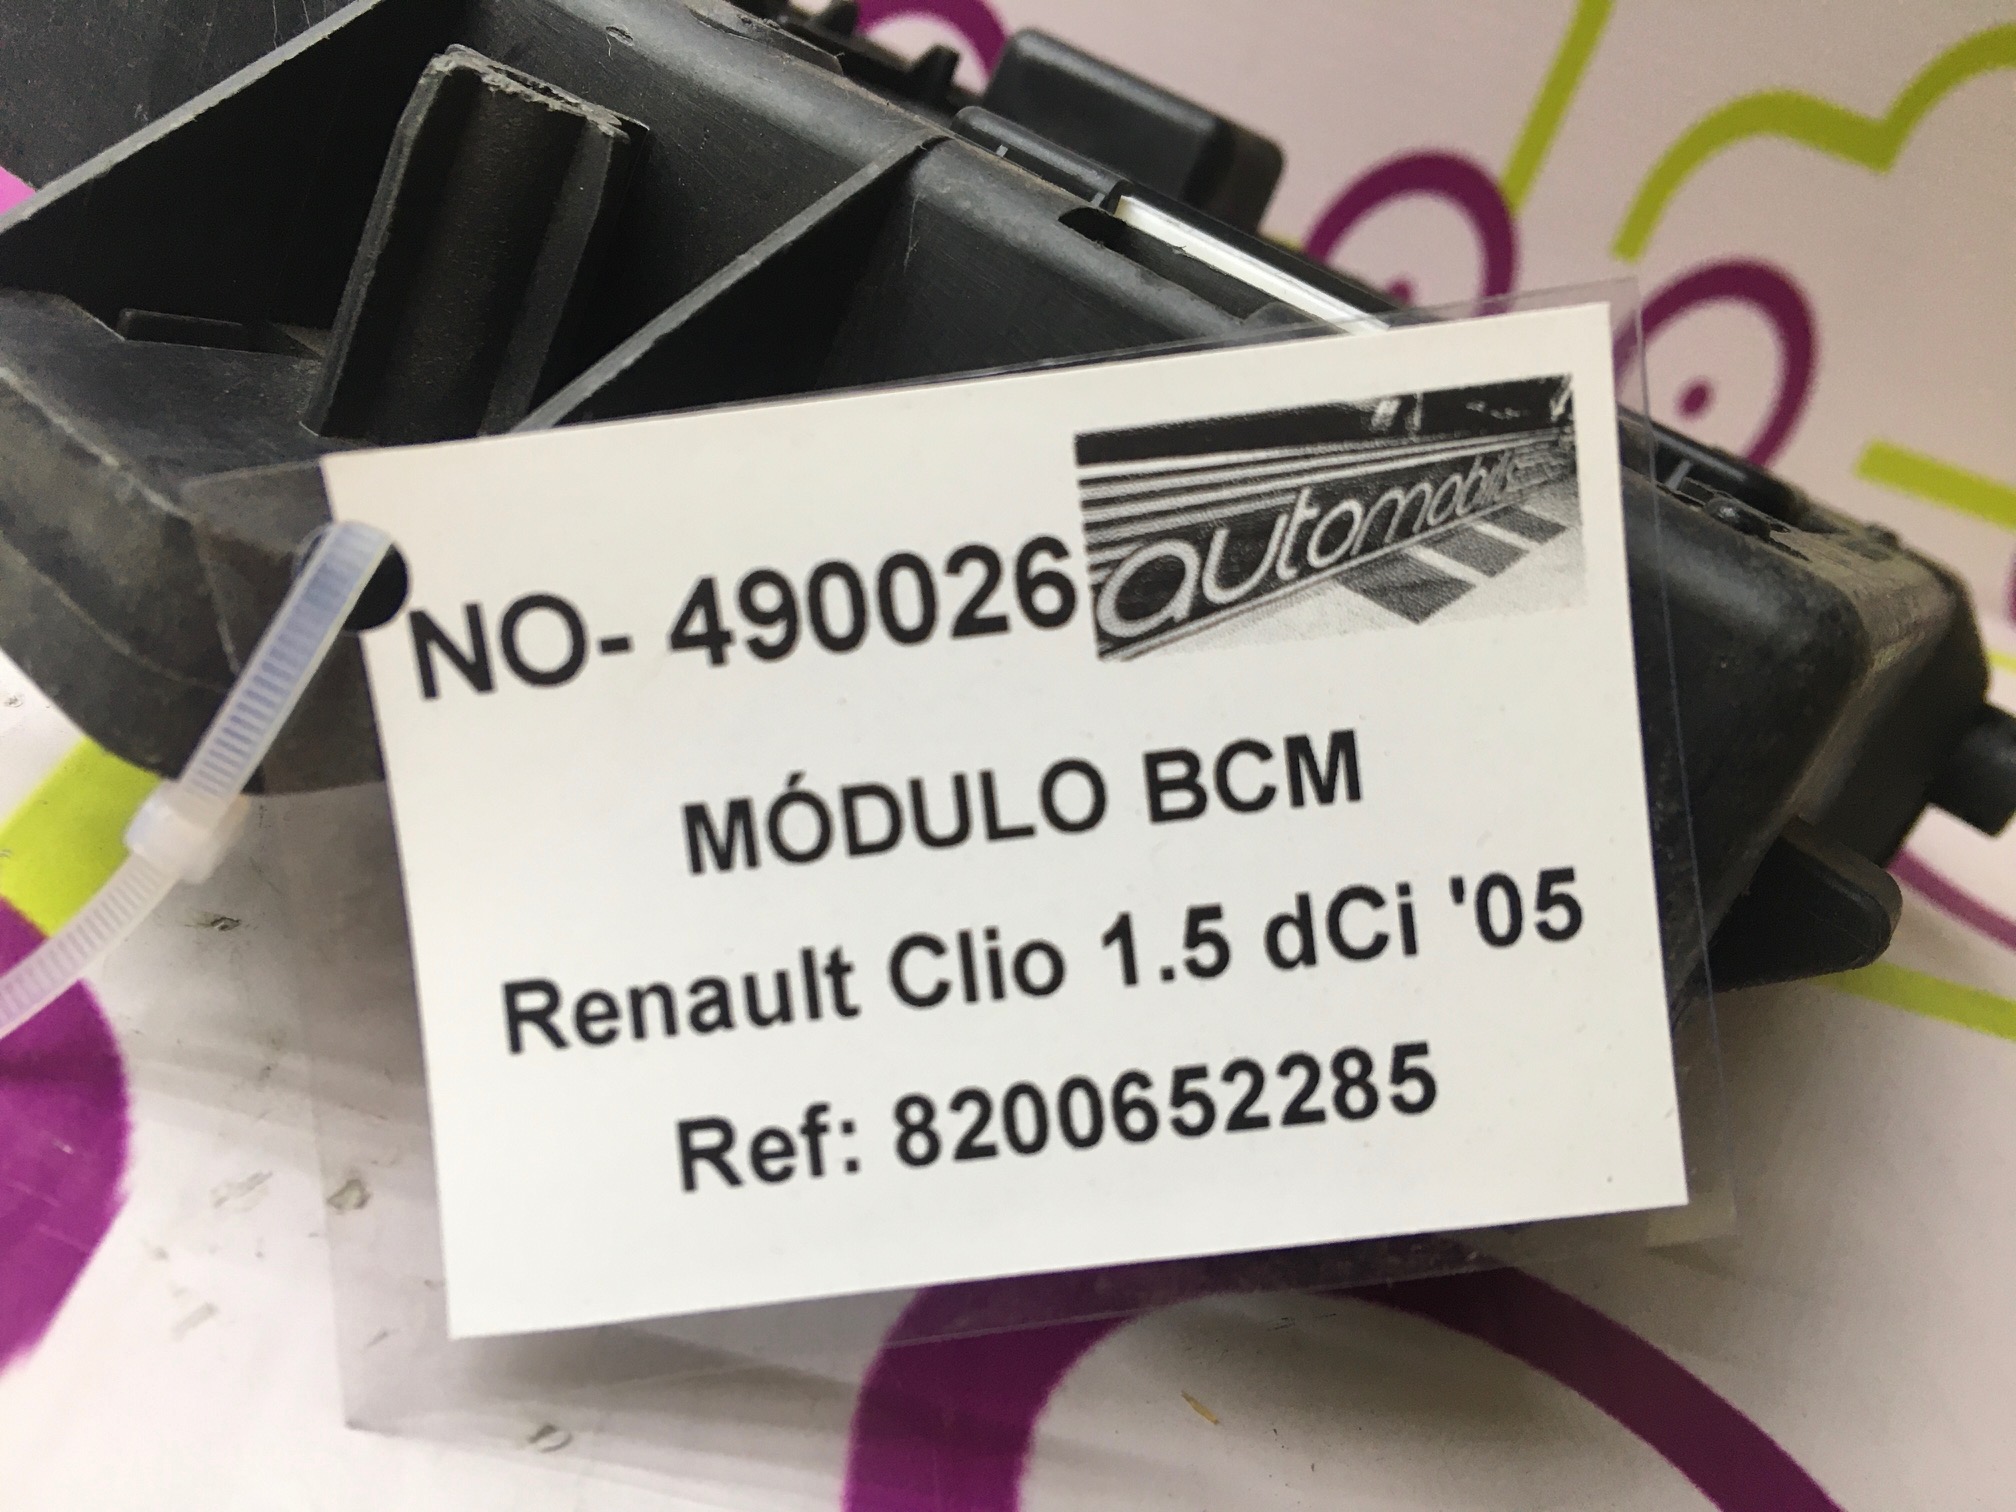 NO- 490026
automobile
MÓDULO BCM
Renault Clio 1.5 dCi '05
Ref: 8200652285